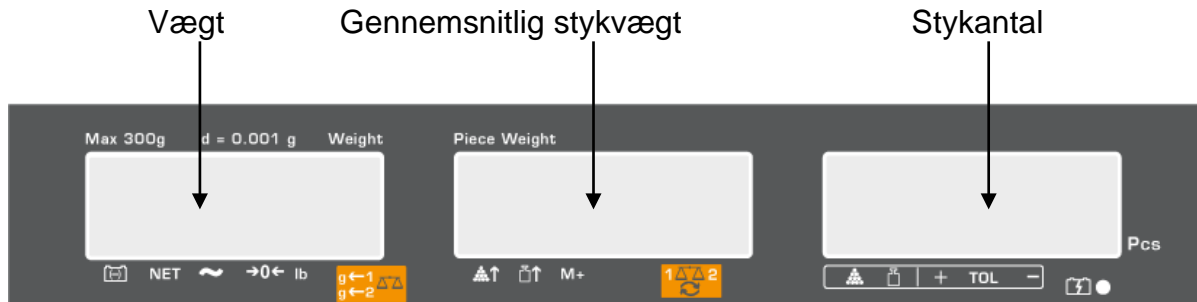 Vægt Gennemsnitlig stykvægt Stykantal
Max 300g d = 0.001 g Weight Piece Weight
Pcs
NET →0← lb g←1 M+ 1 2 + TOL −
g←2